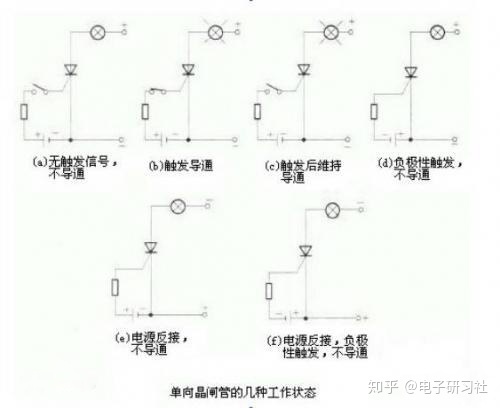 (a)无触发信号，
不导通
(b)触发导通
(c)触发后维持
导通
(d)负极性触发，
不导通
(e)电源反接，
不导通
(f)电源反接，负极
性触发，不导通
单向晶闸管的几种工作状态
知乎 @电子研习社